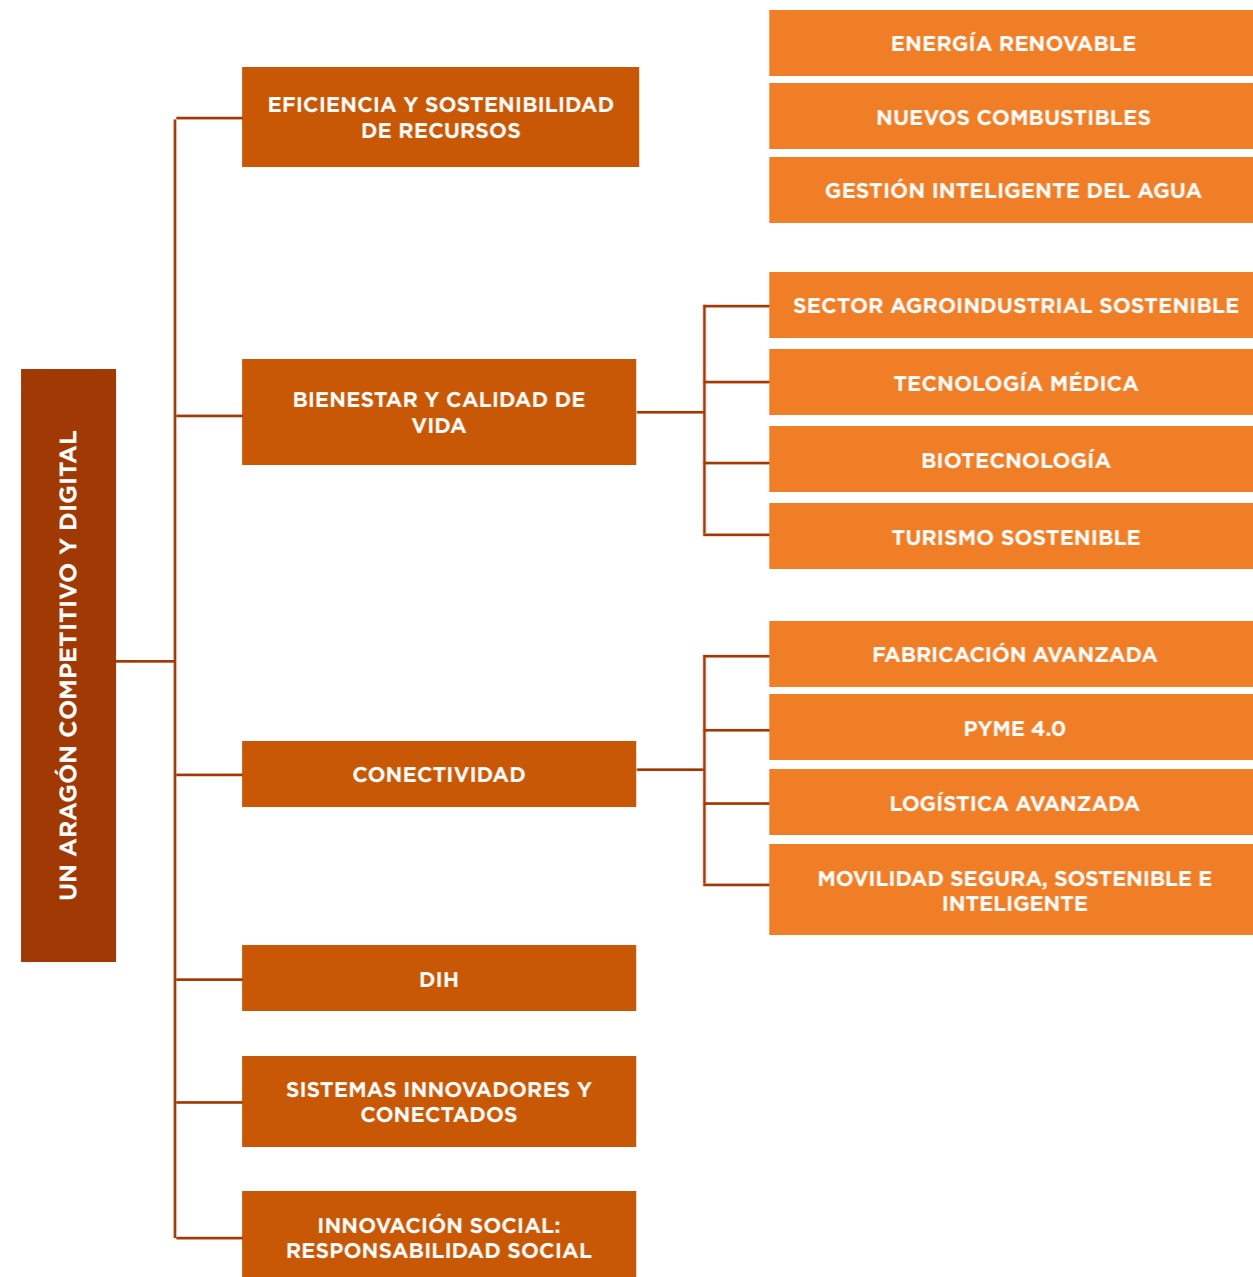 UN ARAGÓN COMPETITIVO Y DIGITAL
EFICIENCIA Y SOSTENIBILIDAD
DE RECURSOS
ENERGÍA RENOVABLE
NUEVOS COMBUSTIBLES
GESTIÓN INTELIGENTE DEL AGUA
BIENESTAR Y CALIDAD DE
VIDA
SECTOR AGROINDUSTRIAL SOSTENIBLE
TECNOLOGÍA MÉDICA
BIOTECNOLOGÍA
TURISMO SOSTENIBLE
CONECTIVIDAD
FABRICACIÓN AVANZADA
PYME 4.0
LOGÍSTICA AVANZADA
MOVILIDAD SEGURA, SOSTENIBLE E
INTELIGENTE
DIH
SISTEMAS INNOVADORES Y
CONECTADOS
INNOVACIÓN SOCIAL:
RESPONSABILIDAD SOCIAL